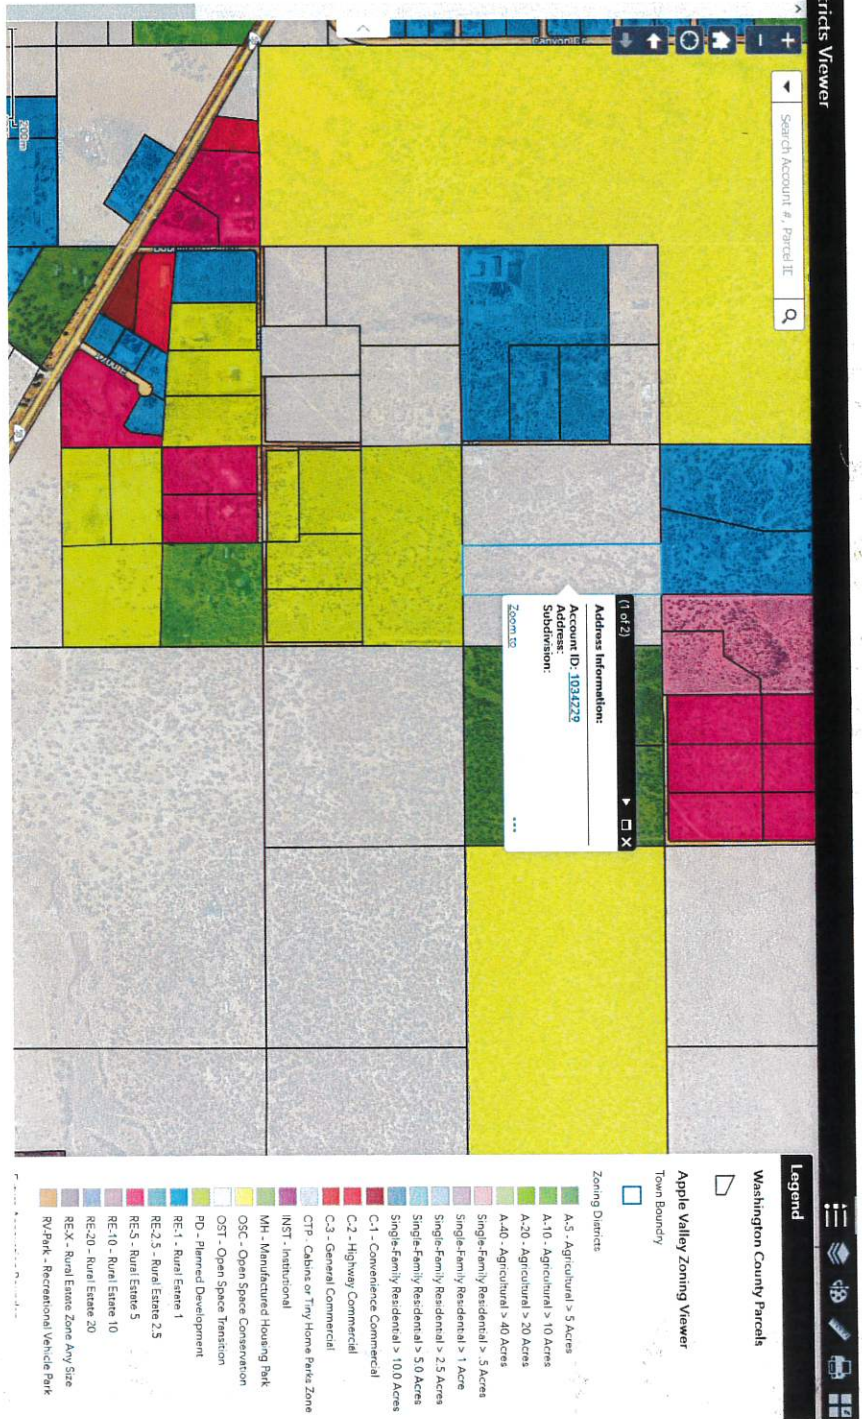 ricts Viewer
Search Account #, Parcel ID
(1 of 2)
Address Information:
Account ID: 1034229
Address:
Subdivision:
Zoom to
200m
Legend
Washington County Parcels
Apple Valley Zoning Viewer
Town Boundry
Zoning Districts
A-5 - Agricultural > 5 Acres
A-10 - Agricultural > 10 Acres
A-20 - Agricultural > 20 Acres
A-40 - Agricultural > 40 Acres
Single-Family Residential > .5 Acres
Single-Family Residential > 1 Acre
Single-Family Residential > 2.5 Acres
Single-Family Residential > 5.0 Acres
Single-Family Residential > 10.0 Acres
C-1 - Convenience Commercial
C-2 - Highway Commercial
C-3 - General Commercial
CTP - Cabins or Tiny Home Parks Zone
INST - Institutional
MH - Manufactured Housing Park
OSC - Open Space Conservation
OST - Open Space Transition
PD - Planned Development
RE-1 - Rural Estate 1
RE-2.5 - Rural Estate 2.5
RE-5 - Rural Estate 5
RE-10 - Rural Estate 10
RE-20 - Rural Estate 20
RE-X - Rural Estate Zone Any Size
RV-Park - Recreational Vehicle Park